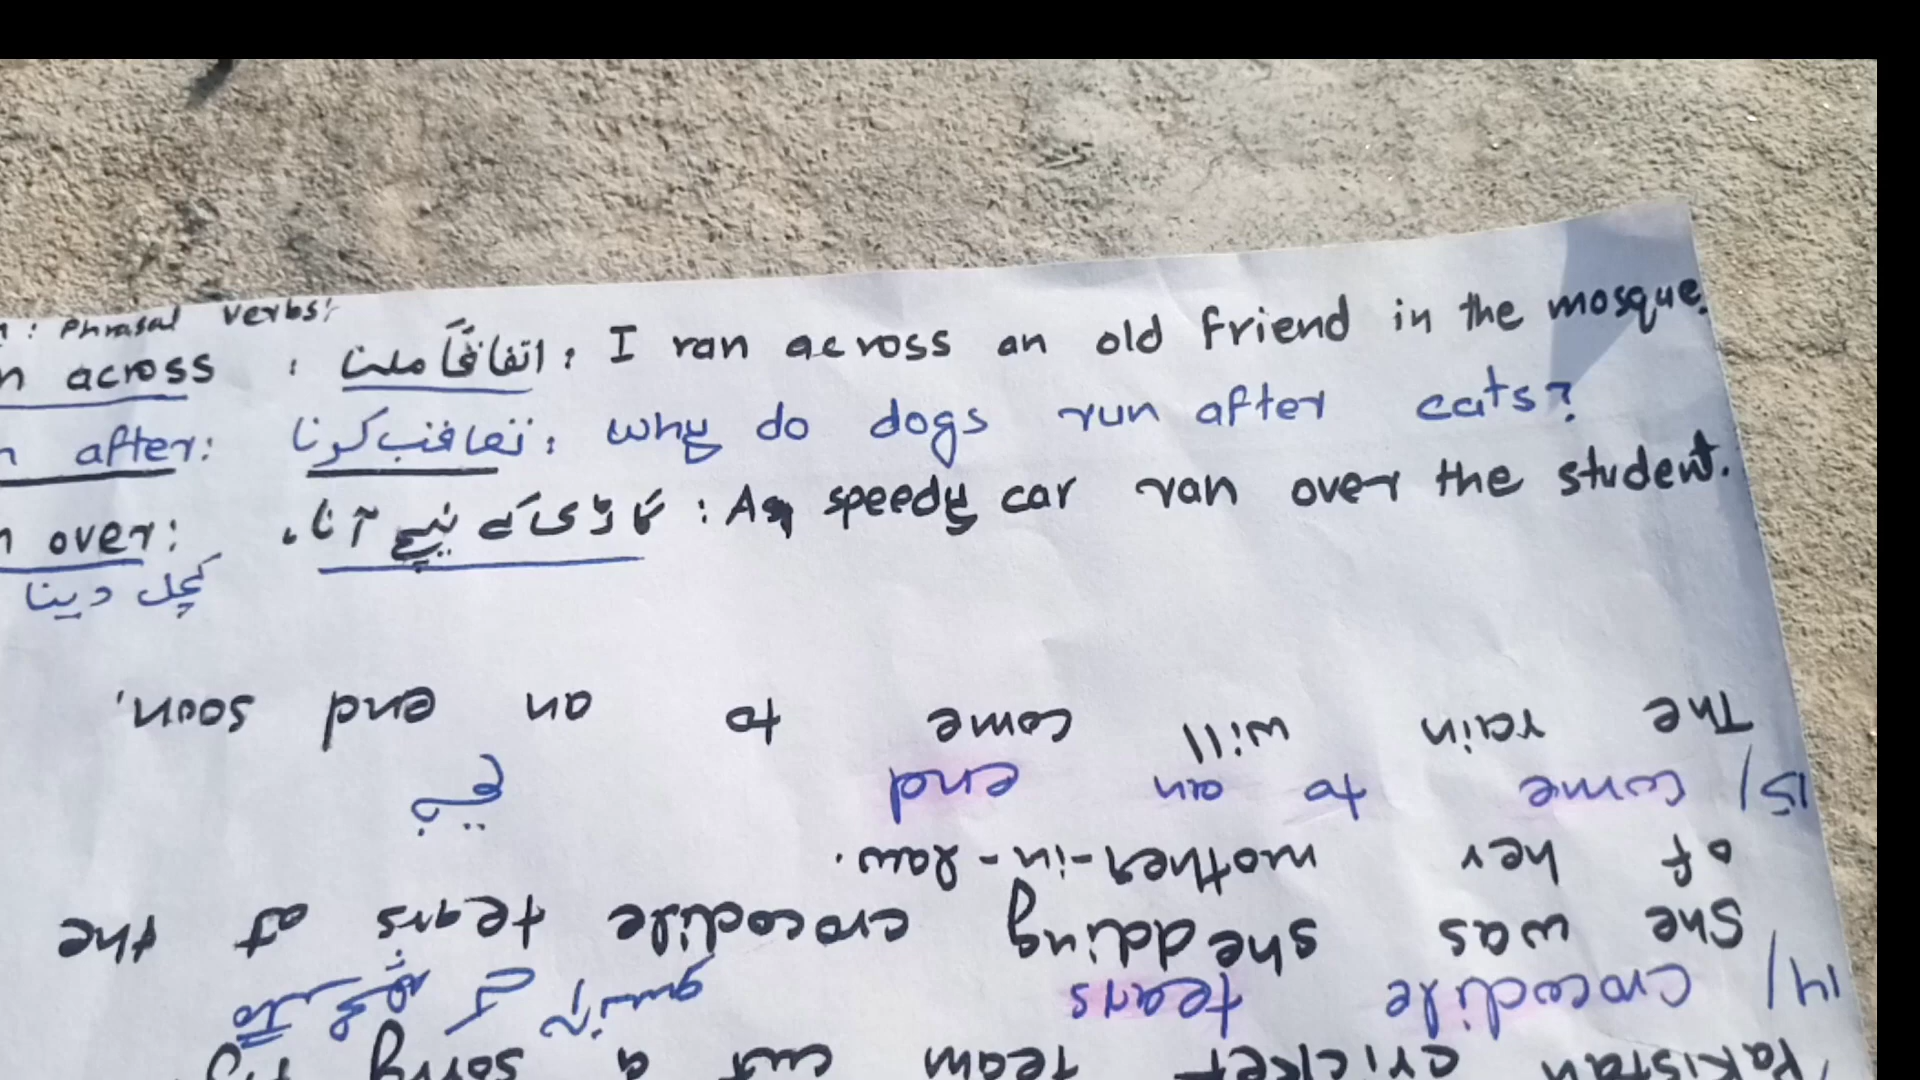 : Phrasal verbs:
across : اتفاقاً ملنا : I ran across an old friend in the mosque.
after: تعاقب کرنا : why do dogs run after cats?
over: گاڑی کے نیچے آنا : A speedy car ran over the student.
کچل دینا
Pakistan cricket team cut a sorry
14/ crocodile tears
She was shedding crocodile tears at the
of her mother-in-law.
15/ come to an end
The rain will come to an end soon.